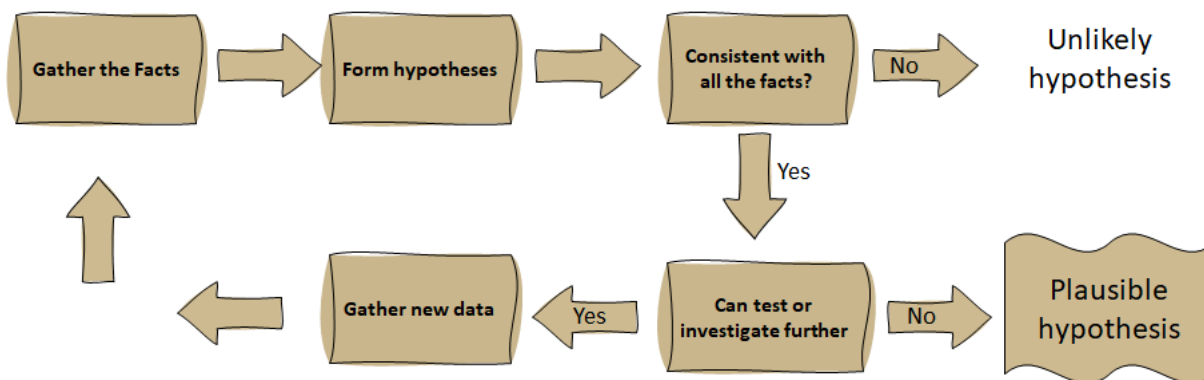 Gather the Facts
Form hypotheses
Consistent with
all the facts?
No
Unlikely
hypothesis
Yes
Gather new data
Yes
Can test or
investigate further
No
Plausible
hypothesis